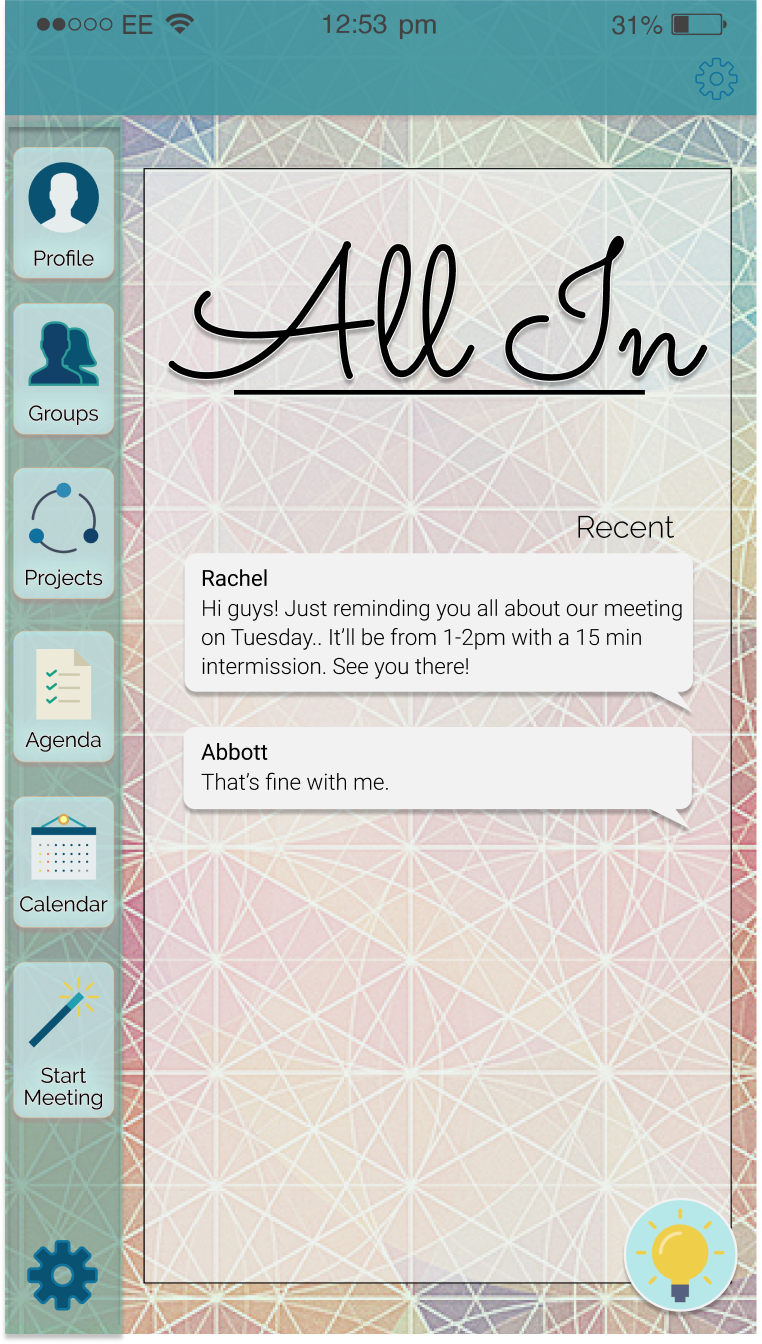 EE 12:53 pm 31%
Profile
Groups
Projects
Agenda
Calendar
Start
Meeting
All In
Recent
Rachel
Hi guys! Just reminding you all about our meeting
on Tuesday.. It’ll be from 1-2pm with a 15 min
intermission. See you there!
Abbott
That’s fine with me.